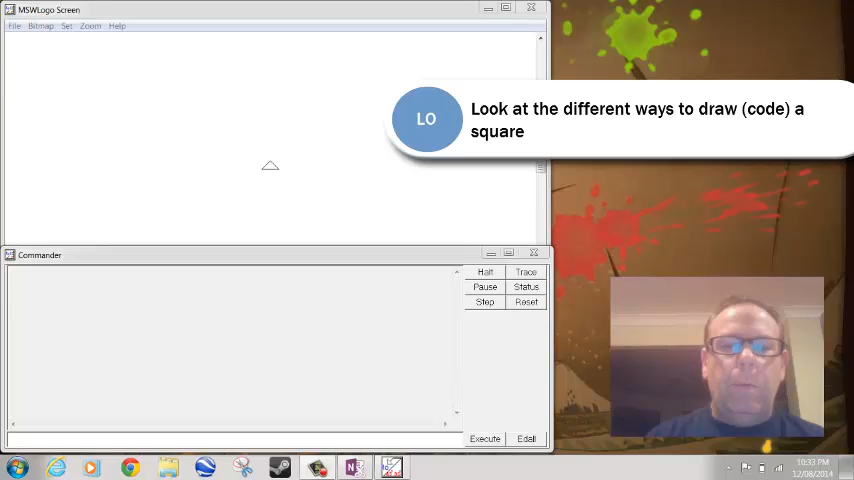 MSWLogo Screen
File Bitmap Set Zoom Help
LO
Look at the different ways to draw (code) a
square
Commander
Halt Trace
Pause Status
Step Reset
Execute Edall
10:33 PM
12/08/2014